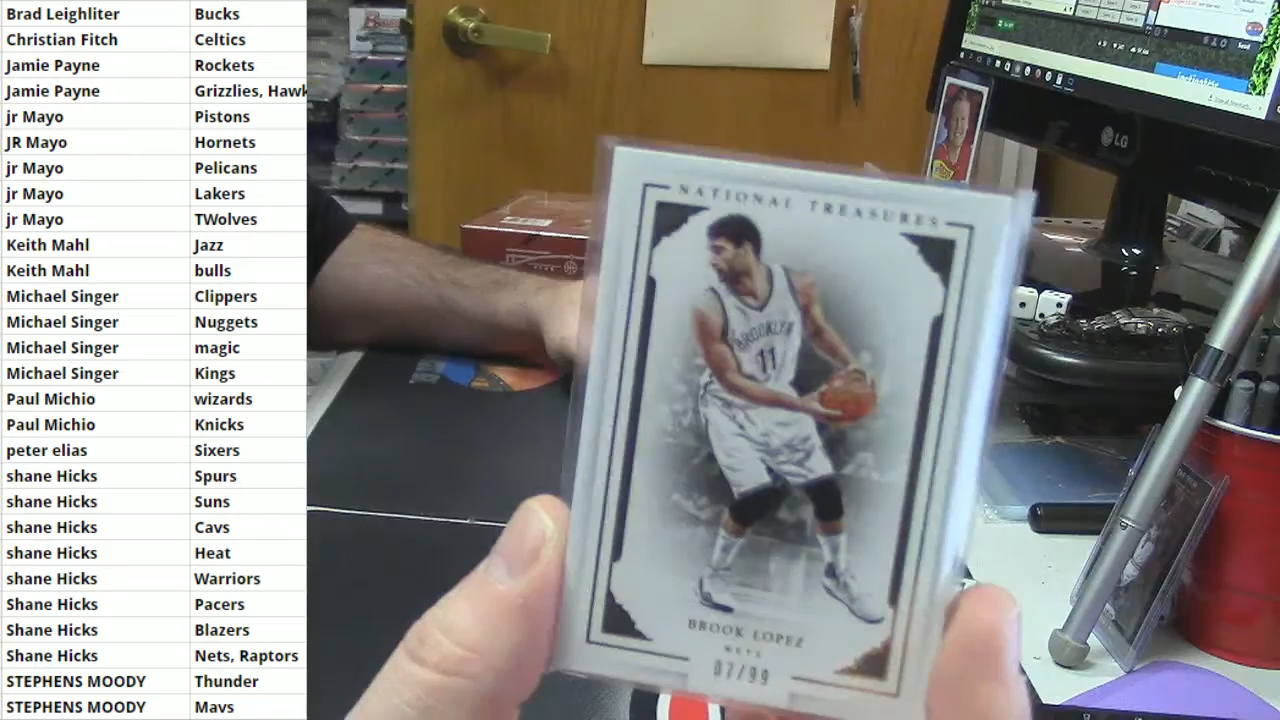 Brad Leighliter Bucks
Christian Fitch Celtics
Jamie Payne Rockets
Jamie Payne Grizzlies, Hawk
jr Mayo Pistons
JR Mayo Hornets
jr Mayo Pelicans
jr Mayo Lakers
jr Mayo TWolves
Keith Mahl Jazz
Keith Mahl bulls
Michael Singer Clippers
Michael Singer Nuggets
Michael Singer magic
Michael Singer Kings
Paul Michio wizards
Paul Michio Knicks
peter elias Sixers
shane Hicks Spurs
shane Hicks Suns
shane Hicks Cavs
shane Hicks Heat
shane Hicks Warriors
Shane Hicks Pacers
Shane Hicks Blazers
Shane Hicks Nets, Raptors
STEPHENS MOODY Thunder
STEPHENS MOODY Mavs
NATIONAL TREASURES
BROOKLYN
11
BROOK LOPEZ
NETS
07/99
LG